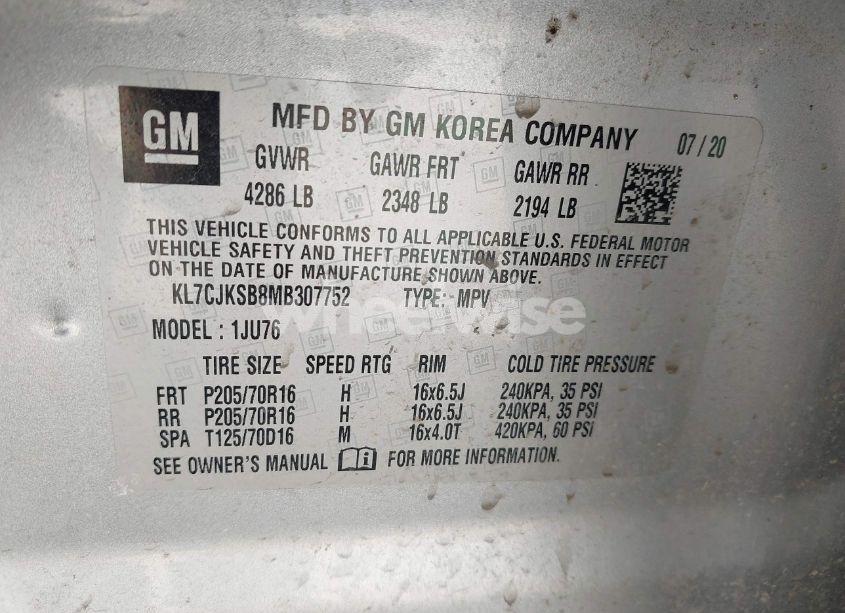 GM
MFD BY GM KOREA COMPANY 07 / 20
GVWR GAWR FRT GAWR RR
4286 LB 2348 LB 2194 LB
THIS VEHICLE CONFORMS TO ALL APPLICABLE U.S. FEDERAL MOTOR
VEHICLE SAFETY AND THEFT PREVENTION STANDARDS IN EFFECT
ON THE DATE OF MANUFACTURE SHOWN ABOVE.
KL7CJKSB8MB307752 TYPE: MPV
wheelwise
MODEL : 1JU76
TIRE SIZE SPEED RTG RIM COLD TIRE PRESSURE
FRT P205/70R16 H 16x6.5J 240KPA, 35 PSI
RR P205/70R16 H 16x6.5J 240KPA, 35 PSI
SPA T125/70D16 M 16x4.0T 420KPA, 60 PSI
SEE OWNER'S MANUAL FOR MORE INFORMATION.